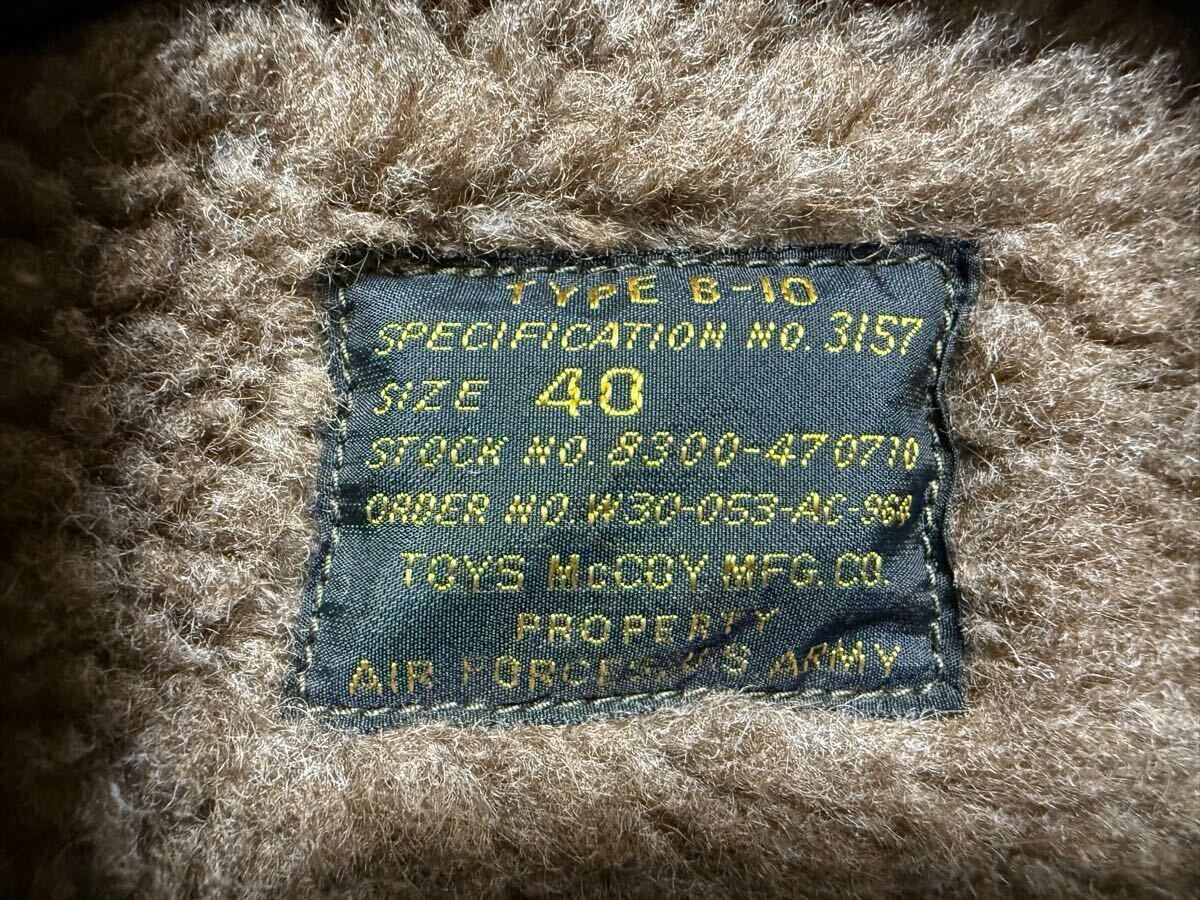 TYPE B-10
SPECIFICATION NO. 3157
SIZE 40
STOCK NO. 8300-470710
ORDER NO. W30-053-AC-
TOYS McCOY MFG. CO.
PROPERTY
AIR FORCES, U.S. ARMY